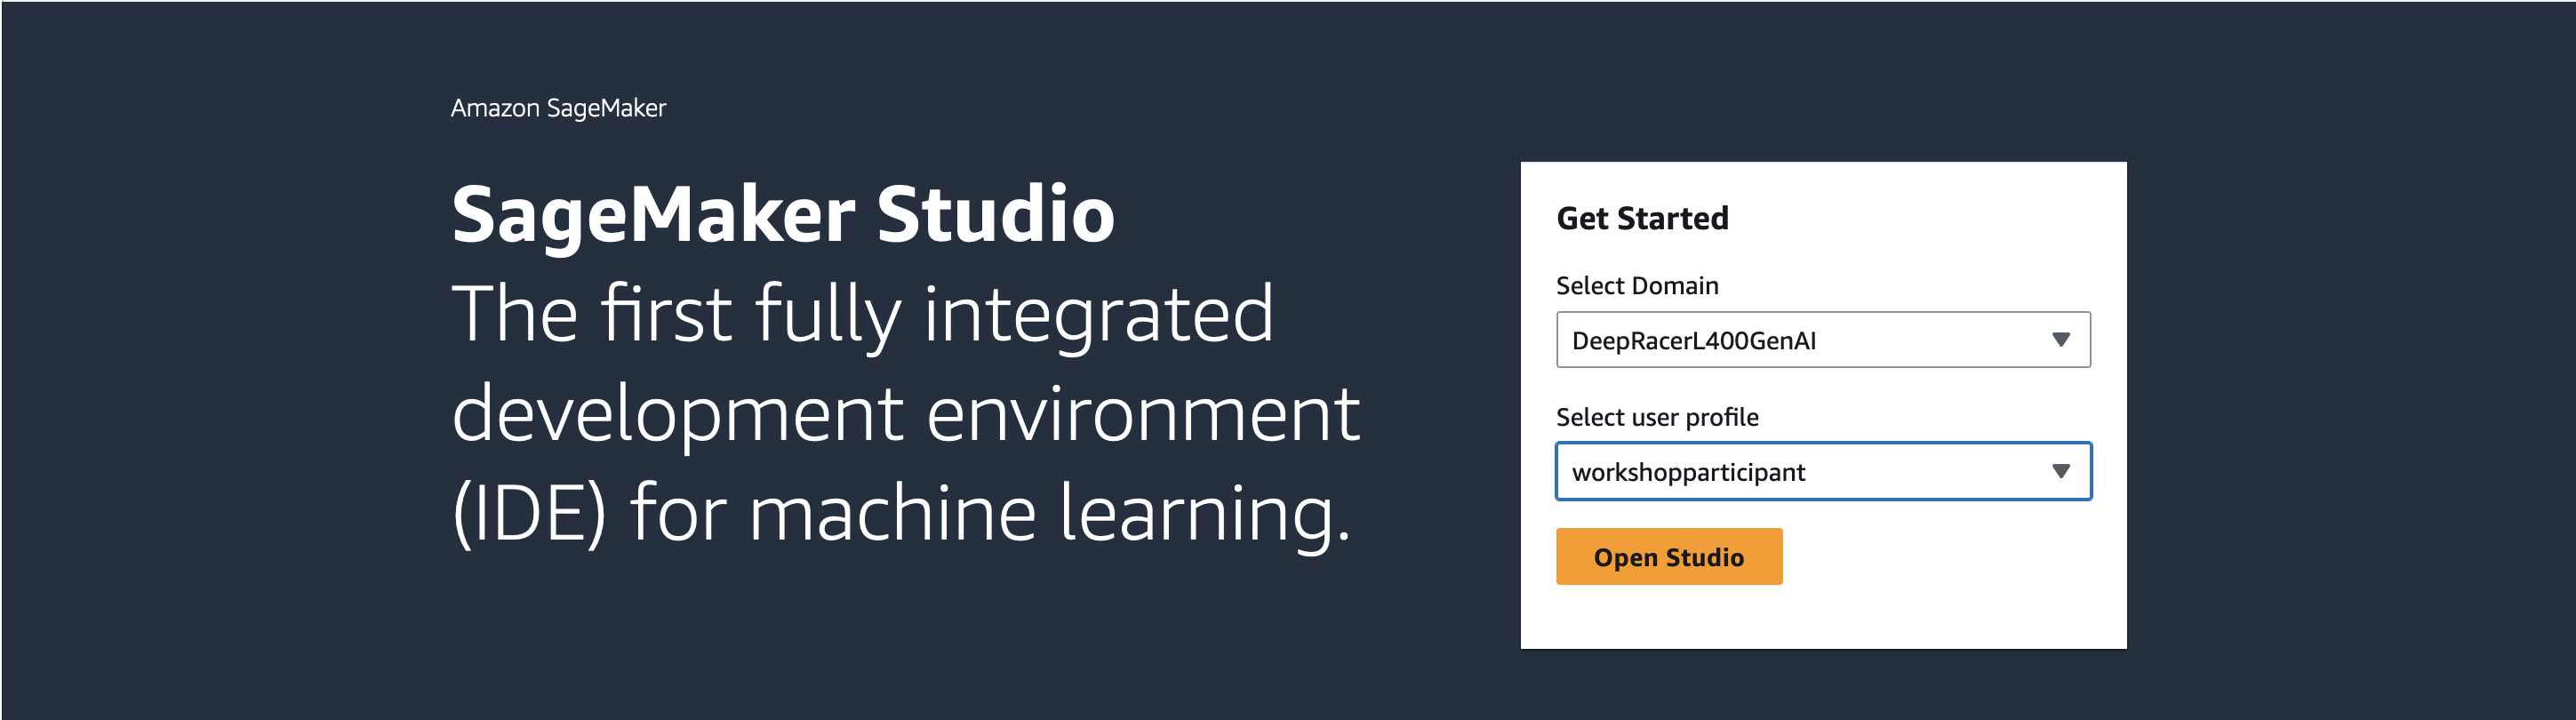 Amazon SageMaker
SageMaker Studio
The first fully integrated
development environment
(IDE) for machine learning.
Get Started
Select Domain
DeepRacerL400GenAI
Select user profile
workshopparticipant
Open Studio